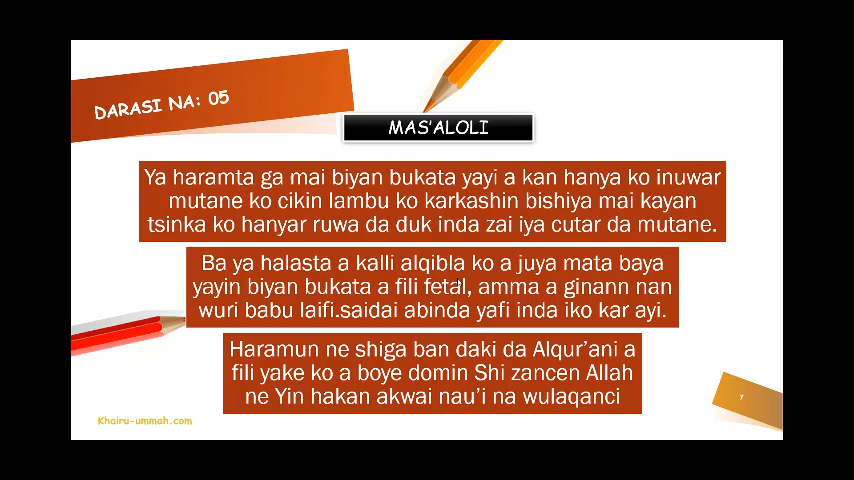 DARASI NA: 05
MAS'ALOLI
Ya haramta ga mai biyan bukata yayi a kan hanya ko inuwar
mutane ko cikin lambu ko karkashin bishiya mai kayan
tsinka ko hanyar ruwa da duk inda zai iya cutar da mutane.
Ba ya halasta a kalli alqibla ko a juya mata baya
yayin biyan bukata a fili fetal, amma a ginann nan
wuri babu laifi.saidai abinda yafi inda iko kar ayi.
Haramun ne shiga ban daki da Alqur'ani a
fili yake ko a boye domin Shi zancen Allah
ne Yin hakan akwai nau'i na wulaqanci
Khairu-ummah.com